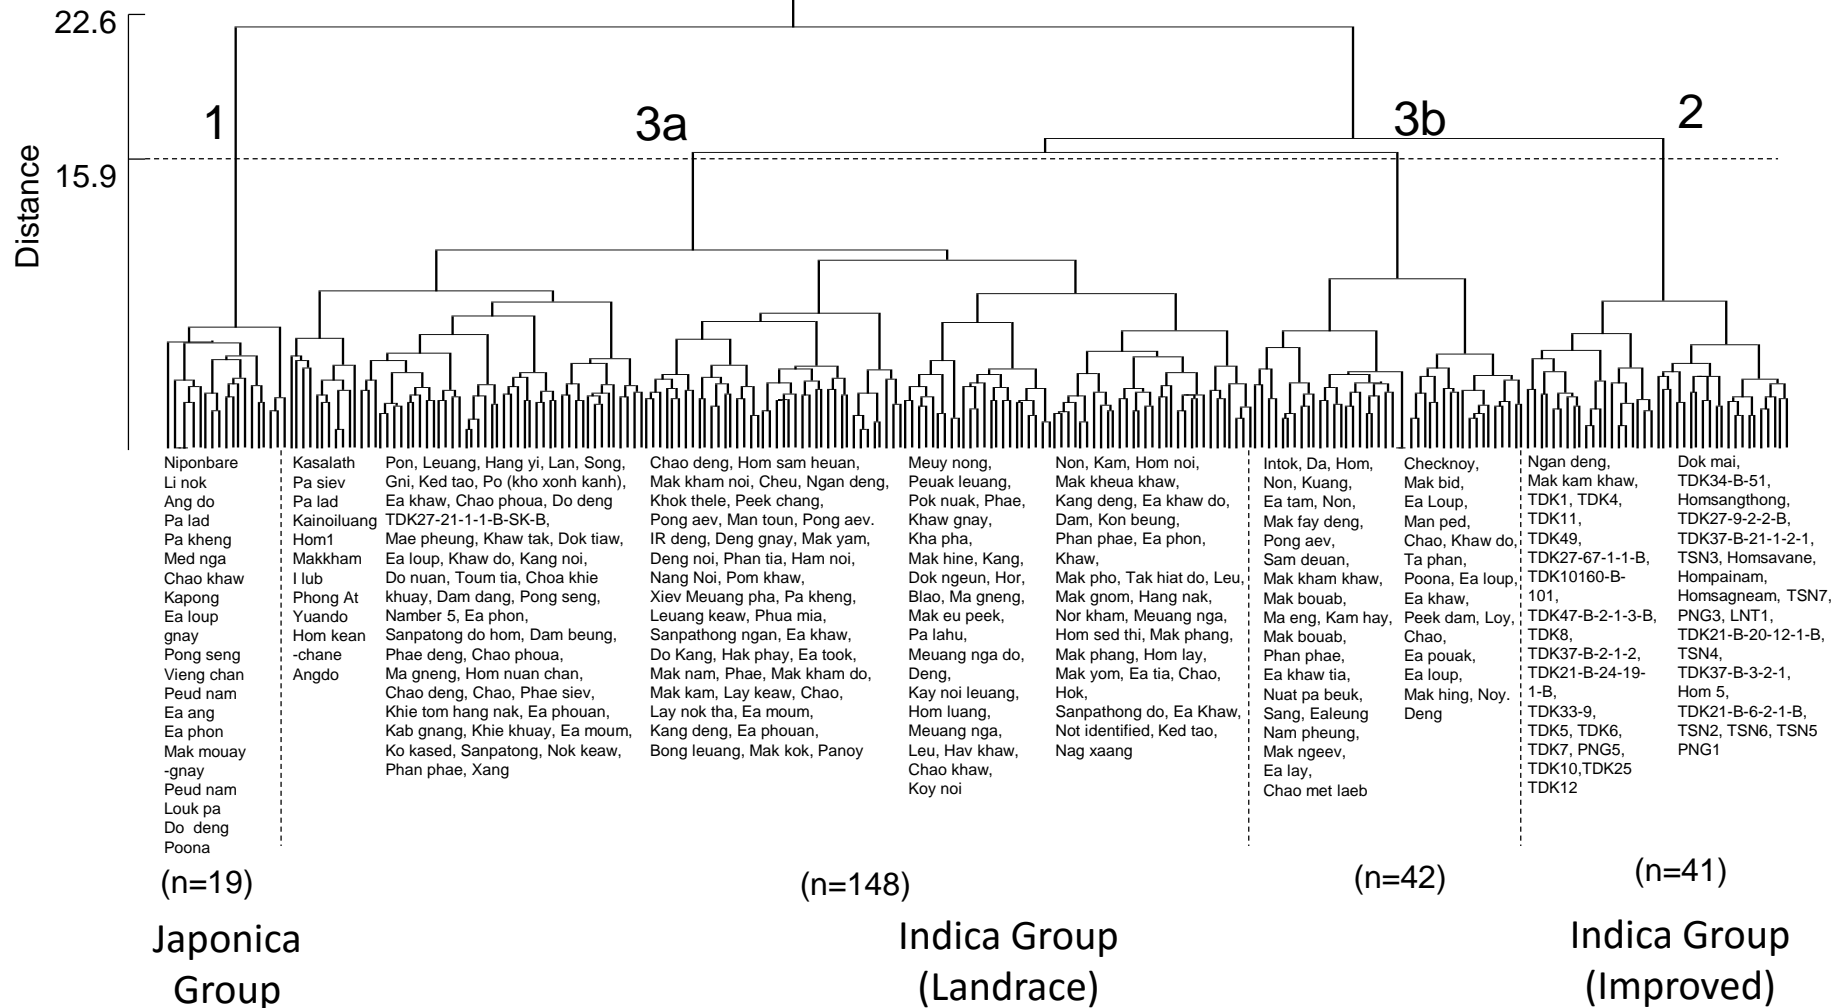 22.6
15.9
Distance
1
3a
3b
2
Niponbare
Li nok
Ang do
Pa lad
Pa kheng
Med nga
Chao khaw
Kapong
Ea loup
gnay
Pong seng
Vieng chan
Peud nam
Ea ang
Ea phon
Mak mouay
-gnay
Peud nam
Louk pa
Do deng
Poona
Kasalath
Pa siev
Pa lad
Kainoiluang
Hom1
Makkham
I lub
Phong At
Yuando
Hom kean
-chane
Angdo
Pon, Leuang, Hang yi, Lan, Song,
Gni, Ked tao, Po (kho xonh kanh),
Ea khaw, Chao phoua, Do deng
TDK27-21-1-1-B-SK-B,
Mae pheung, Khaw tak, Dok tiaw,
Ea loup, Khaw do, Kang noi,
Do nuan, Toum tia, Choa khie
khuay, Dam dang, Pong seng,
Namber 5, Ea phon,
Sanpatong do hom, Dam beung,
Phae deng, Chao phoua,
Ma gneng, Hom nuan chan,
Chao deng, Chao, Phae siev,
Khie tom hang nak, Ea phouan,
Kab gnang, Khie khuay, Ea moum,
Ko kased, Sanpatong, Nok keaw,
Phan phae, Xang
Chao deng, Hom sam heuan,
Mak kham noi, Cheu, Ngan deng,
Khok thele, Peek chang,
Pong aev, Man toun, Pong aev.
IR deng, Deng gnay, Mak yam,
Deng noi, Phan tia, Ham noi,
Nang Noi, Pom khaw,
Xiev Meuang pha, Pa kheng,
Leuang keaw, Phua mia,
Sanpathong ngan, Ea khaw,
Do Kang, Hak phay, Ea took,
Mak nam, Phae, Mak kham do,
Mak kam, Lay keaw, Chao,
Lay nok tha, Ea moum,
Kang deng, Ea phouan,
Bong leuang, Mak kok, Panoy
Meuy nong,
Peuak leuang,
Pok nuak, Phae,
Khaw gnay,
Kha pha,
Mak hine, Kang,
Dok ngeun, Hor,
Blao, Ma gneng,
Mak eu peek,
Pa lahu,
Meuang nga do,
Deng,
Kay noi leuang,
Hom luang,
Meuang nga,
Leu, Hav khaw,
Chao khaw,
Koy noi
Non, Kam, Hom noi,
Mak kheua khaw,
Kang deng, Ea khaw do,
Dam, Kon beung,
Phan phae, Ea phon,
Khaw,
Mak pho, Tak hiat do, Leu,
Mak gnom, Hang nak,
Nor kham, Meuang nga,
Hom sed thi, Mak phang,
Mak phang, Hom lay,
Mak yom, Ea tia, Chao,
Hok,
Sanpathong do, Ea Khaw,
Not identified, Ked tao,
Nag xaang
Intok, Da, Hom,
Non, Kuang,
Ea tam, Non,
Mak fay deng,
Pong aev,
Sam deuan,
Mak kham khaw,
Mak bouab,
Ma eng, Kam hay,
Mak bouab,
Phan phae,
Ea khaw tia,
Nuat pa beuk,
Sang, Ealeung
Nam pheung,
Mak ngeev,
Ea lay,
Chao met laeb
Checknoy,
Mak bid,
Ea Loup,
Man ped,
Chao, Khaw do,
Ta phan,
Poona, Ea loup,
Ea khaw,
Peek dam, Loy,
Chao,
Ea pouak,
Ea loup,
Mak hing, Noy.
Deng
Ngan deng,
Mak kam khaw,
TDK1, TDK4,
TDK11,
TDK49,
TDK27-67-1-1-B,
TDK10160-B-
101,
TDK47-B-2-1-3-B,
TDK8,
TDK37-B-2-1-2,
TDK21-B-24-19-
1-B,
TDK33-9,
TDK5, TDK6,
TDK7, PNG5,
TDK10,TDK25
TDK12
Dok mai,
TDK34-B-51,
Homsangthong,
TDK27-9-2-2-B,
TDK37-B-21-1-2-1,
TSN3, Homsavane,
Hompainam,
Homsagneam, TSN7,
PNG3, LNT1,
TDK21-B-20-12-1-B,
TSN4,
TDK37-B-3-2-1,
Hom 5,
TDK21-B-6-2-1-B,
TSN2, TSN6, TSN5
PNG1
(n=19)
(n=148)
(n=42)
(n=41)
Japonica
Group
Indica Group
(Landrace)
Indica Group
(Improved)